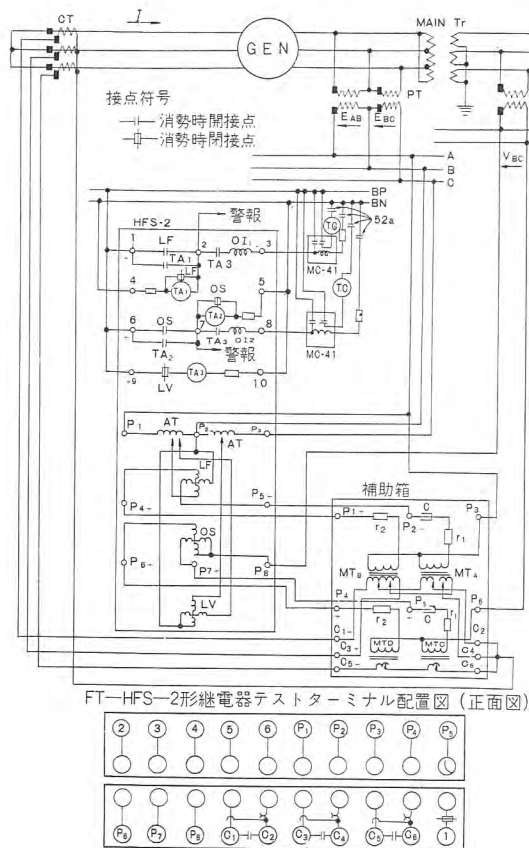 CT
I
GEN
MAIN Tr
PT
E_AB
E_BC
V_BC
接点符号
消勢時開接点
消勢時閉接点
A
B
C
BP
BN
HFS-2
警報
52a
1
LF
2
TA3
OI1
3
TA1
LF
4
TA1
OS
5
TA2
6
OS
7
TA3
OI2
8
TA2
警報
9
LV
TA3
10
TG
MC-41
TC
MC-41
P1
AT
P2
P3
AT
LF
P4
P5
OS
P6
P7
P8
LV
補助箱
P1
r2
P2
C
P3
r1
MTB
MTA
P4
r2
P5
C
r1
P6
C1
C2
C3
MTD
MTC
C4
C5
C6
FT-HFS-2形継電器テストターミナル配置図(正面図)
2 3 4 5 6 P1 P2 P3 P4 P5
P6 P7 P8 C1 C2 C3 C4 C5 C6 1